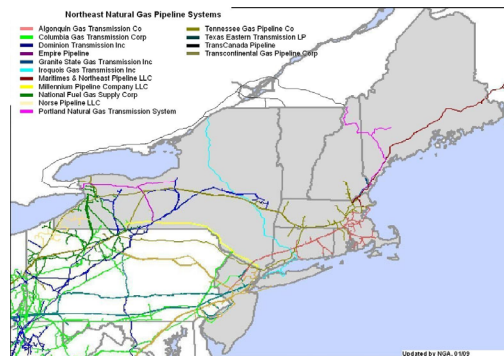 Northeast Natural Gas Pipeline Systems
Algonquin Gas Transmission Co
Columbia Gas Transmission Corp
Dominion Transmission Inc
Empire Pipeline
Granite State Gas Transmission Inc
Iroquois Gas Transmission Inc
Maritimes & Northeast Pipeline LLC
Millennium Pipeline Company LLC
National Fuel Gas Supply Corp
Norse Pipeline LLC
Portland Natural Gas Transmission System
Tennessee Gas Pipeline Co
Texas Eastern Transmission LP
TransCanada Pipeline
Transcontinental Gas Pipeline Corp
Updated by NGA, 01/09